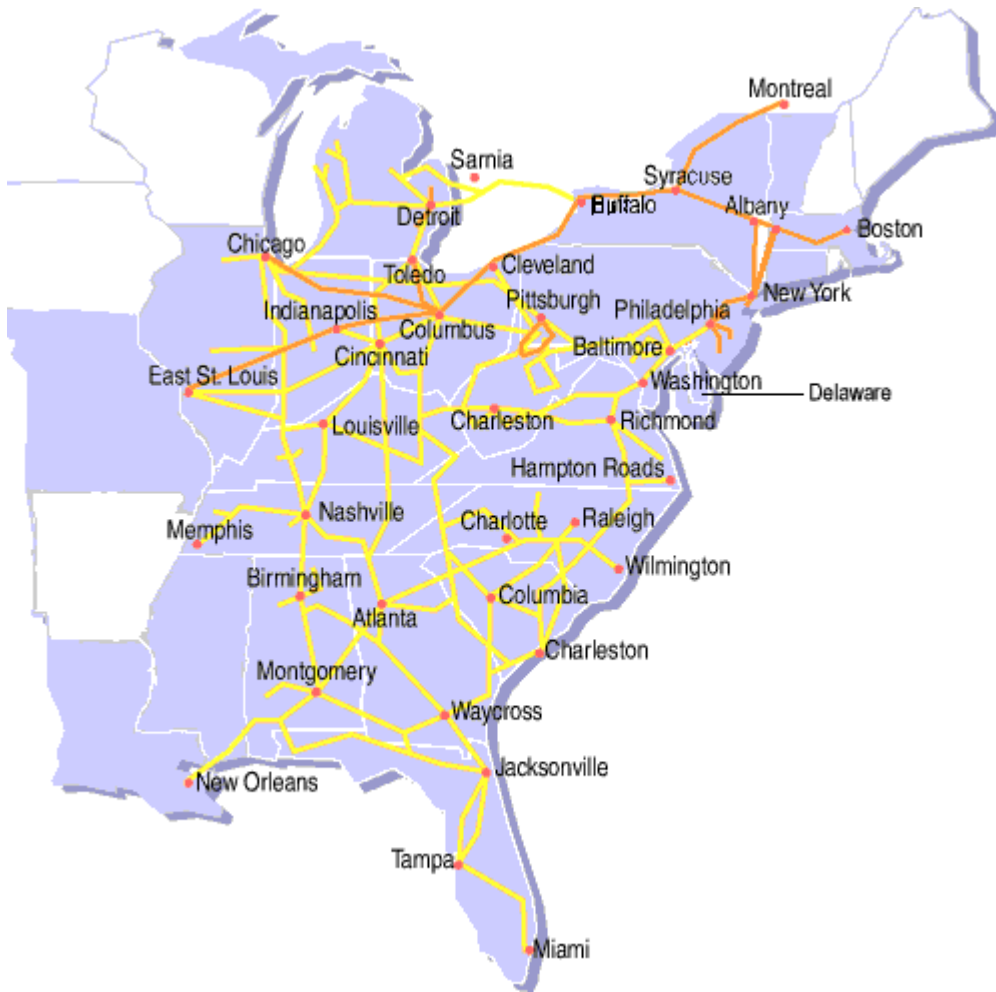 Montreal
Sarnia
Syracuse
Buffalo
Albany
Detroit
Boston
Chicago
Toledo
Cleveland
New York
Indianapolis
Pittsburgh
Philadelphia
Columbus
Cincinnati
Baltimore
East St. Louis
Washington
Delaware
Louisville
Charleston
Richmond
Hampton Roads
Nashville
Memphis
Charlotte
Raleigh
Wilmington
Birmingham
Atlanta
Columbia
Charleston
Montgomery
Waycross
Jacksonville
New Orleans
Tampa
Miami